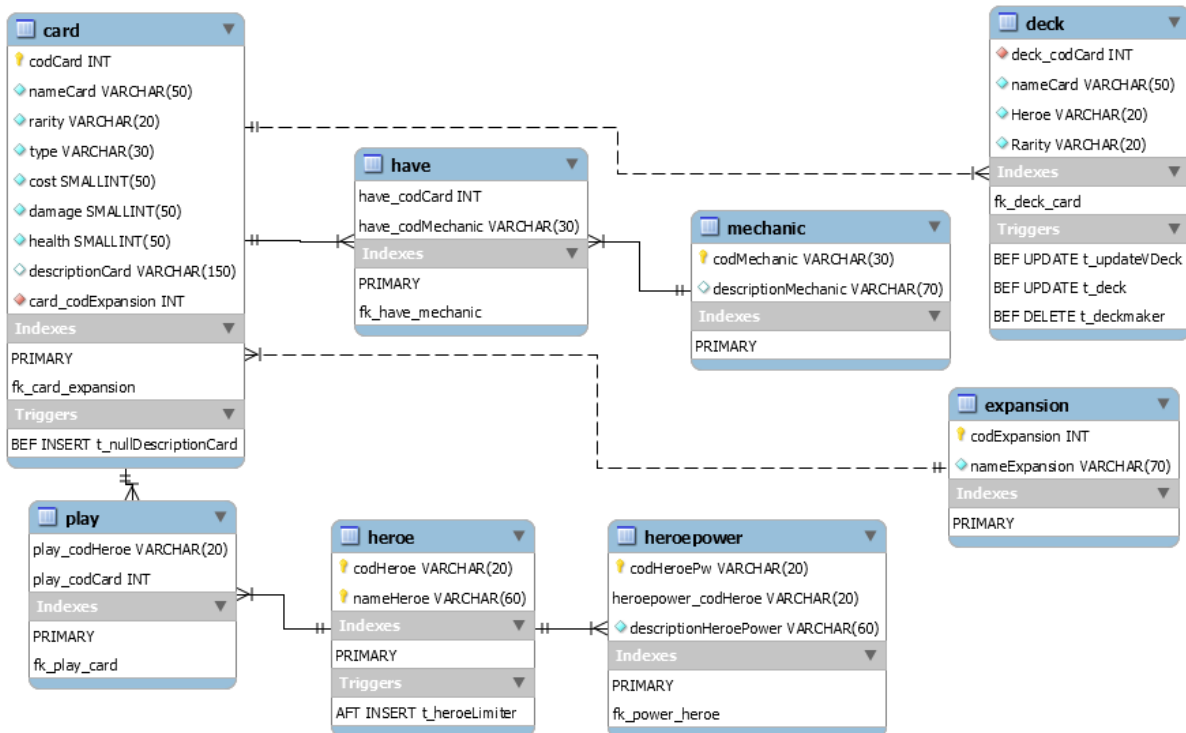 card
codCard INT
nameCard VARCHAR(50)
rarity VARCHAR(20)
type VARCHAR(30)
cost SMALLINT(50)
damage SMALLINT(50)
health SMALLINT(50)
descriptionCard VARCHAR(150)
card_codExpansion INT
Indexes
PRIMARY
fk_card_expansion
Triggers
BEF INSERT t_nullDescriptionCard
have
have_codCard INT
have_codMechanic VARCHAR(30)
Indexes
PRIMARY
fk_have_mechanic
mechanic
codMechanic VARCHAR(30)
descriptionMechanic VARCHAR(70)
Indexes
PRIMARY
deck
deck_codCard INT
nameCard VARCHAR(50)
Heroe VARCHAR(20)
Rarity VARCHAR(20)
Indexes
fk_deck_card
Triggers
BEF UPDATE t_updateVDeck
BEF UPDATE t_deck
BEF DELETE t_deckmaker
expansion
codExpansion INT
nameExpansion VARCHAR(70)
Indexes
PRIMARY
play
play_codHeroe VARCHAR(20)
play_codCard INT
Indexes
PRIMARY
fk_play_card
heroe
codHeroe VARCHAR(20)
nameHeroe VARCHAR(60)
Indexes
PRIMARY
Triggers
AFT INSERT t_heroeLimiter
heroepower
codHeroePw VARCHAR(20)
heroepower_codHeroe VARCHAR(20)
descriptionHeroePower VARCHAR(60)
Indexes
PRIMARY
fk_power_heroe